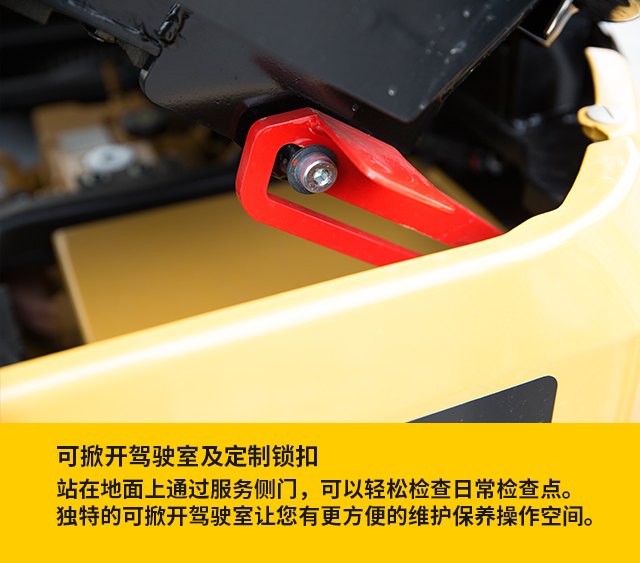 可掀开驾驶室及定制锁扣
站在地面上通过服务侧门，可以轻松检查日常检查点。
独特的可掀开驾驶室让您有更方便的维护保养操作空间。